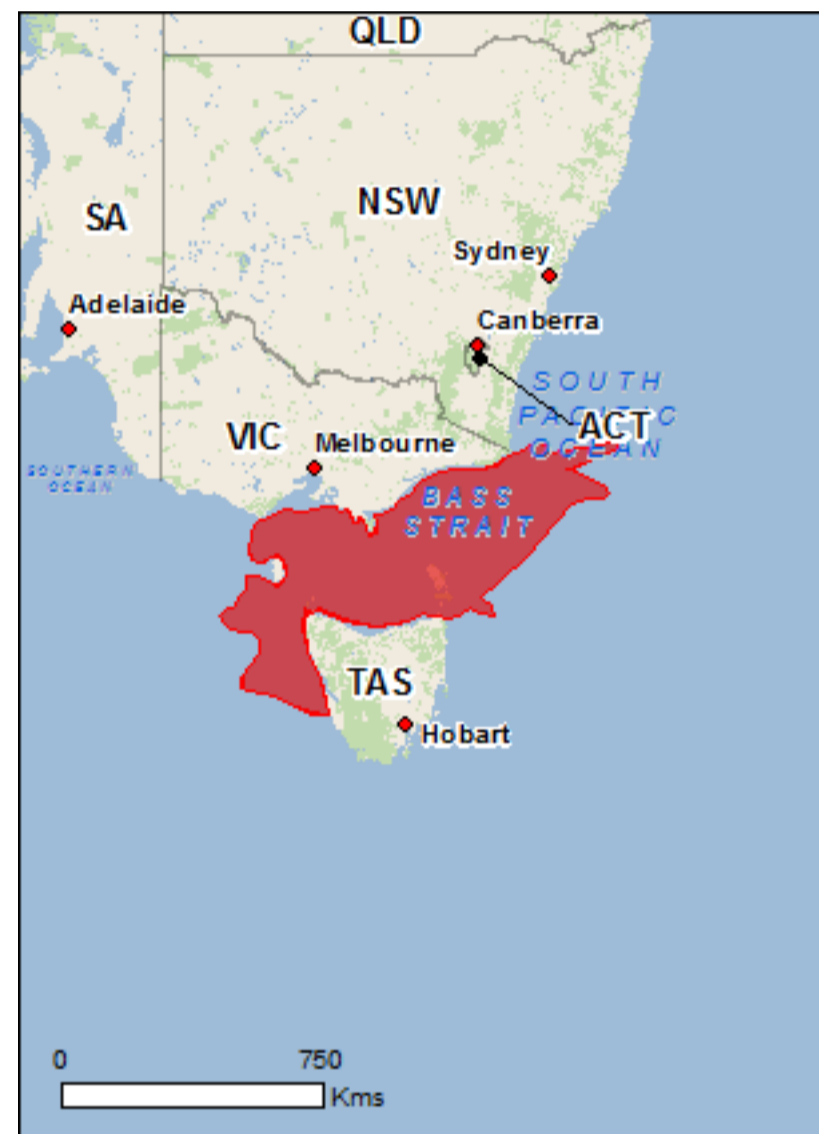 QLD
NSW
SA
Sydney
Adelaide
Canberra
SOUTH
PACIFIC
OCEAN
ACT
VIC
Melbourne
SOUTHERN
OCEAN
BASS
STRAIT
TAS
Hobart
0
750
Kms